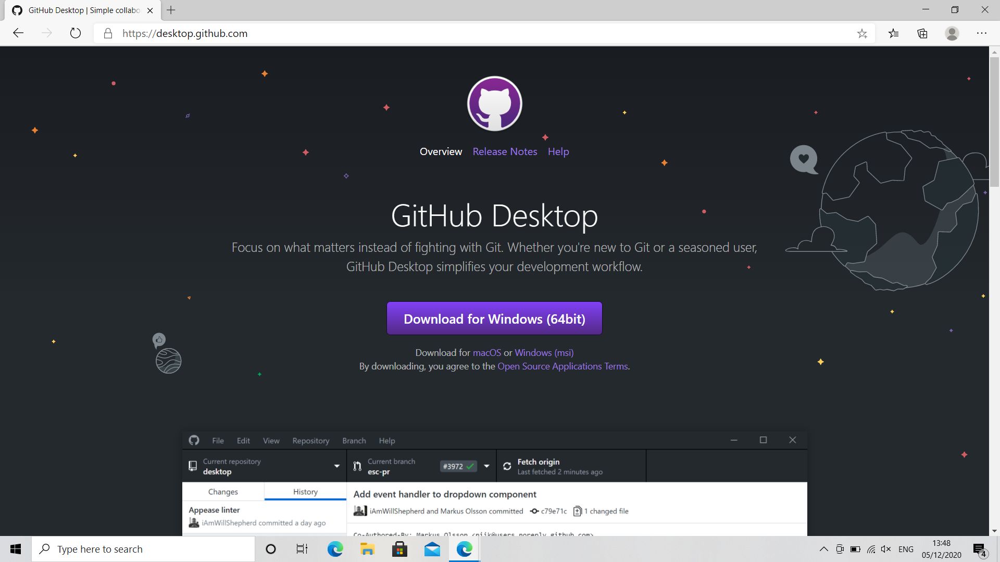 GitHub Desktop | Simple collabo
https://desktop.github.com
Overview Release Notes Help
GitHub Desktop
Focus on what matters instead of fighting with Git. Whether you're new to Git or a seasoned user,
GitHub Desktop simplifies your development workflow.
Download for Windows (64bit)
Download for macOS or Windows (msi)
By downloading, you agree to the Open Source Applications Terms.
File Edit View Repository Branch Help
Current repository
desktop
Current branch
esc-pr
#3972
Fetch origin
Last fetched 2 minutes ago
Changes History
Add event handler to dropdown component
iAmWillShepherd and Markus Olsson committed c79e71c 1 changed file
Appease linter
iAmWillShepherd committed a day ago
Co-Authored-By: Markus Olsson <niik@users.noreply.github.com>
Type here to search
ENG
13:48
05/12/2020
4